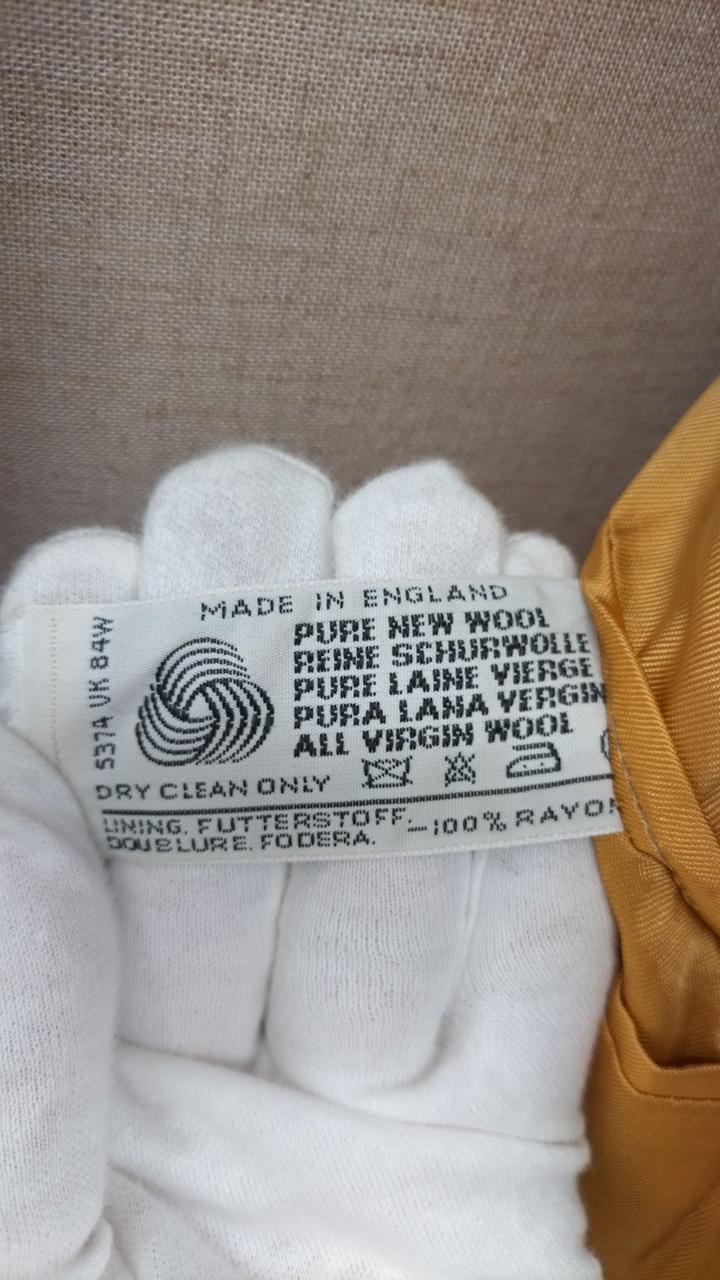 MADE IN ENGLAND
PURE NEW WOOL
REINE SCHURWOLLE
PURE LAINE VIERGE
PURA LANA VERGIN
ALL VIRGIN WOOL
5374 UK 84W
DRY CLEAN ONLY
LINING. FUTTERSTOFF.
DOUBLURE. FODERA.
—100% RAYON